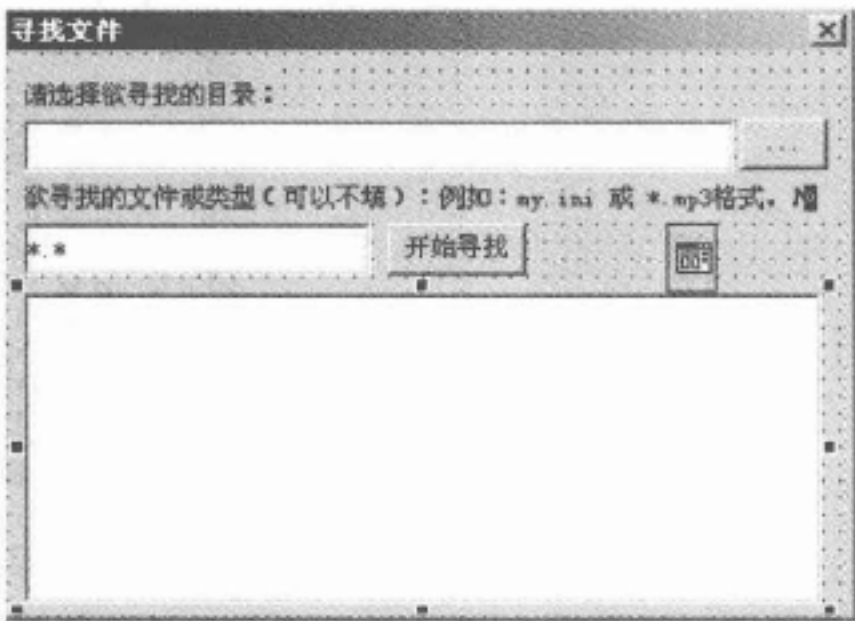 寻找文件
请选择欲寻找的目录：
...
欲寻找的文件或类型（可以不填）：例如：my.ini 或 *.mp3格式。
*.*
开始寻找